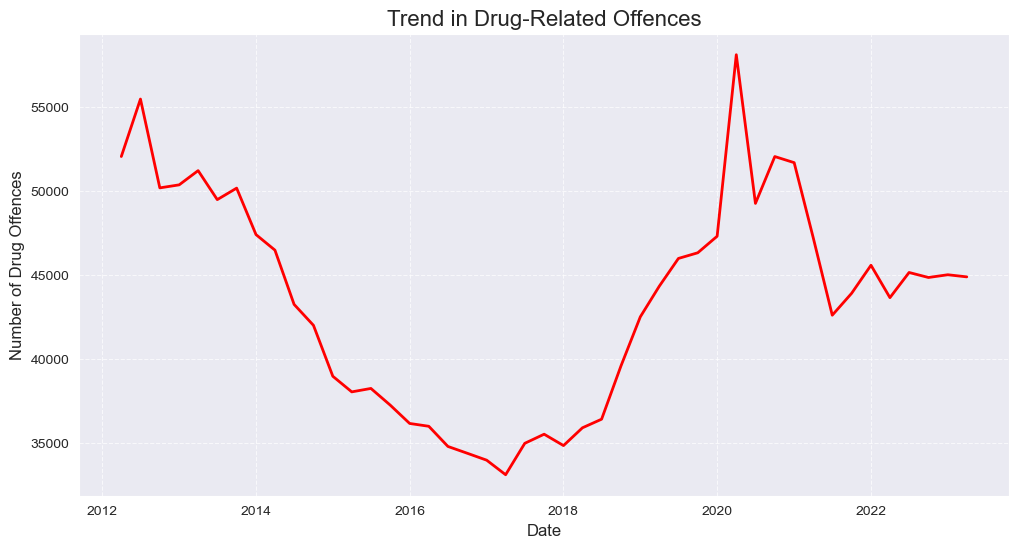 Trend in Drug-Related Offences
Number of Drug Offences
55000
50000
45000
40000
35000
2012 2014 2016 2018 2020 2022
Date